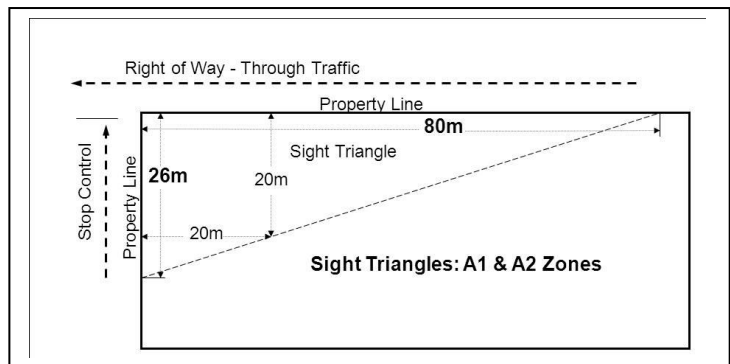 Right of Way - Through Traffic
Property Line
80m
Sight Triangle
Stop Control
Property Line
26m
20m
20m
Sight Triangles: A1 & A2 Zones